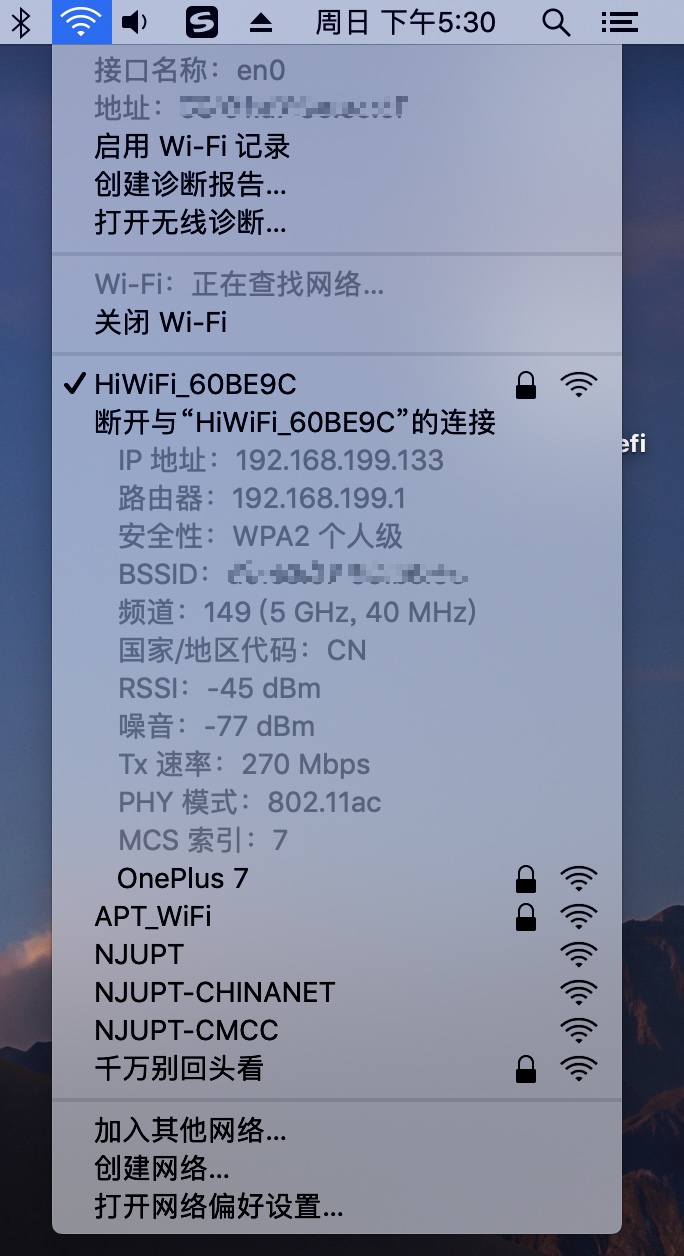 周日 下午5:30
接口名称：en0
地址：
启用 Wi-Fi 记录
创建诊断报告...
打开无线诊断...
Wi-Fi：正在查找网络...
关闭 Wi-Fi
HiWiFi_60BE9C
断开与“HiWiFi_60BE9C”的连接
efi
IP 地址：192.168.199.133
路由器：192.168.199.1
安全性：WPA2 个人级
BSSID：
频道：149 (5 GHz, 40 MHz)
国家/地区代码：CN
RSSI：-45 dBm
噪音：-77 dBm
Tx 速率：270 Mbps
PHY 模式：802.11ac
MCS 索引：7
OnePlus 7
APT_WiFi
NJUPT
NJUPT-CHINANET
NJUPT-CMCC
千万别回头看
加入其他网络...
创建网络...
打开网络偏好设置...